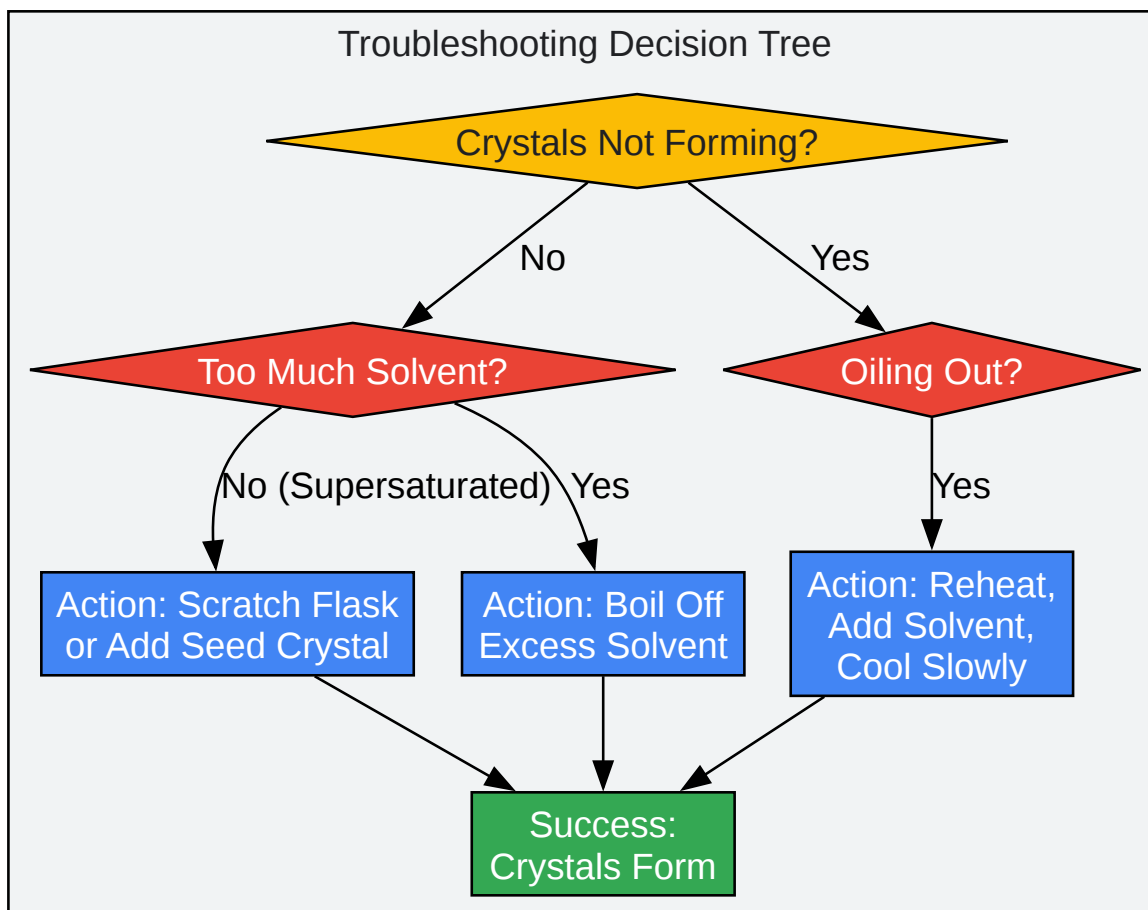 Troubleshooting Decision Tree
Crystals Not Forming?
No
Yes
Too Much Solvent?
Oiling Out?
No (Supersaturated)
Yes
Yes
Action: Scratch Flask
or Add Seed Crystal
Action: Boil Off
Excess Solvent
Action: Reheat,
Add Solvent,
Cool Slowly
Success:
Crystals Form